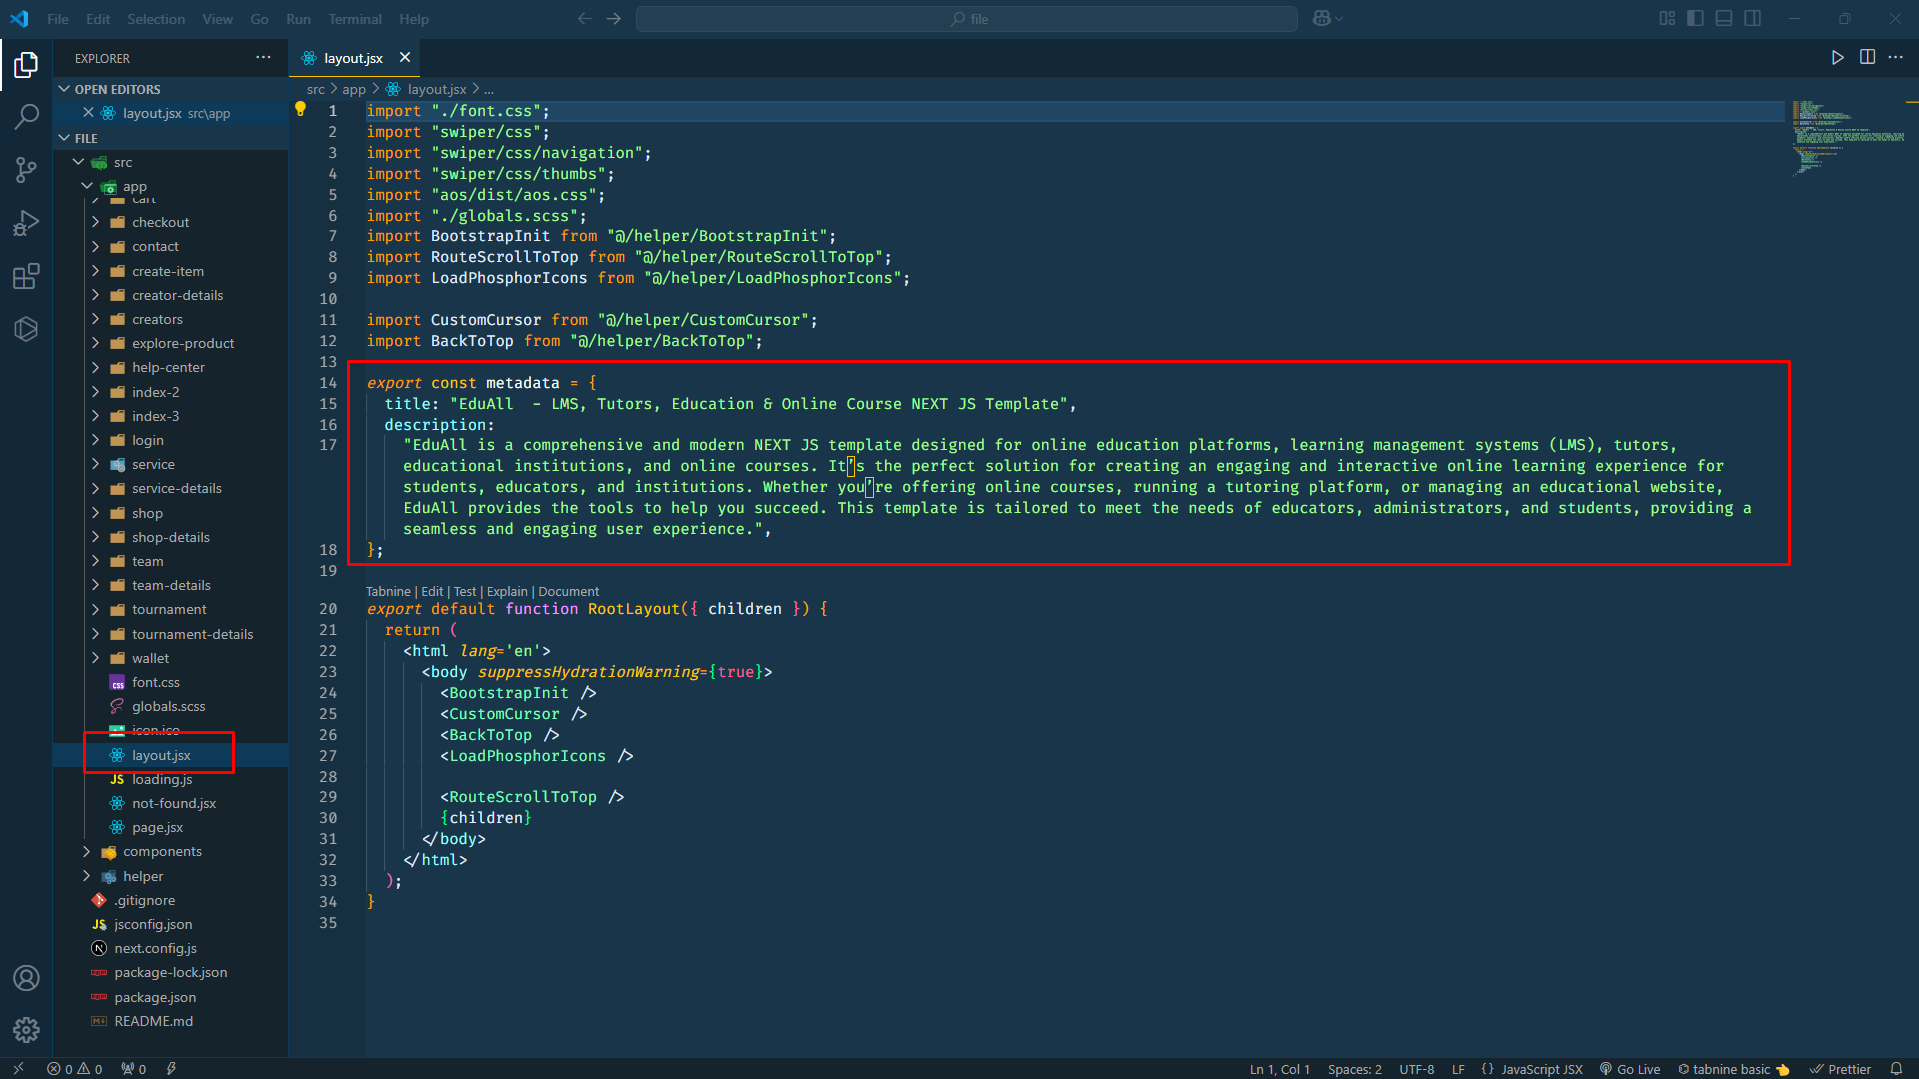 File Edit Selection View Go Run Terminal Help
file
EXPLORER
OPEN EDITORS
layout.jsx src\app
FILE
src
app
cart
checkout
contact
create-item
creator-details
creators
explore-product
help-center
index-2
index-3
login
service
service-details
shop
shop-details
team
team-details
tournament
tournament-details
wallet
font.css
globals.scss
icon.ico
layout.jsx
loading.js
not-found.jsx
page.jsx
components
helper
.gitignore
jsconfig.json
next.config.js
package-lock.json
package.json
README.md
layout.jsx
src > app > layout.jsx > ...
1 import "./font.css";
2 import "swiper/css";
3 import "swiper/css/navigation";
4 import "swiper/css/thumbs";
5 import "aos/dist/aos.css";
6 import "./globals.scss";
7 import BootstrapInit from "@/helper/BootstrapInit";
8 import RouteScrollToTop from "@/helper/RouteScrollToTop";
9 import LoadPhosphorIcons from "@/helper/LoadPhosphorIcons";
10
11 import CustomCursor from "@/helper/CustomCursor";
12 import BackToTop from "@/helper/BackToTop";
13
14 export const metadata = {
15 title: "EduAll  - LMS, Tutors, Education & Online Course NEXT JS Template",
16 description:
17 "EduAll is a comprehensive and modern NEXT JS template designed for online education platforms, learning management systems (LMS), tutors,
educational institutions, and online courses. It’s the perfect solution for creating an engaging and interactive online learning experience for
students, educators, and institutions. Whether you’re offering online courses, running a tutoring platform, or managing an educational website,
EduAll provides the tools to help you succeed. This template is tailored to meet the needs of educators, administrators, and students, providing a
seamless and engaging user experience.",
18 };
19
Tabnine | Edit | Test | Explain | Document
20 export default function RootLayout({ children }) {
21 return (
22 <html lang='en'>
23 <body suppressHydrationWarning={true}>
24 <BootstrapInit />
25 <CustomCursor />
26 <BackToTop />
27 <LoadPhosphorIcons />
28
29 <RouteScrollToTop />
30 {children}
31 </body>
32 </html>
33 );
34 }
35
0 0 0
Ln 1, Col 1 Spaces: 2 UTF-8 LF {} JavaScript JSX Go Live tabnine basic Prettier